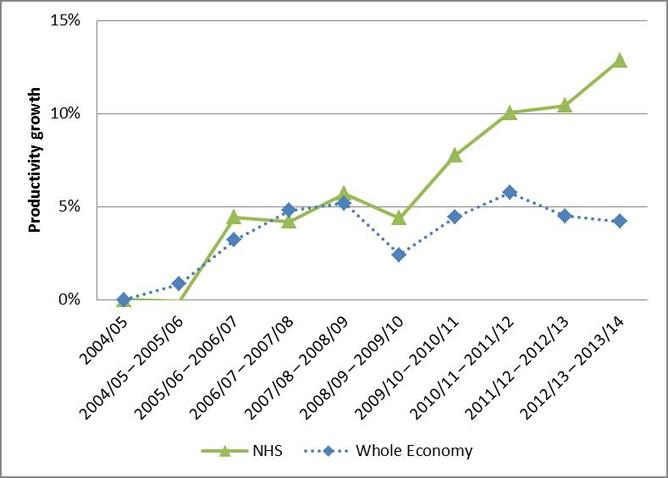 15%
10%
5%
0%
Productivity growth
2004/05
2004/05 – 2005/06
2005/06 – 2006/07
2006/07 – 2007/08
2007/08 – 2008/09
2008/09 – 2009/10
2009/10 – 2010/11
2010/11 – 2011/12
2011/12 – 2012/13
2012/13 – 2013/14
NHS
Whole Economy